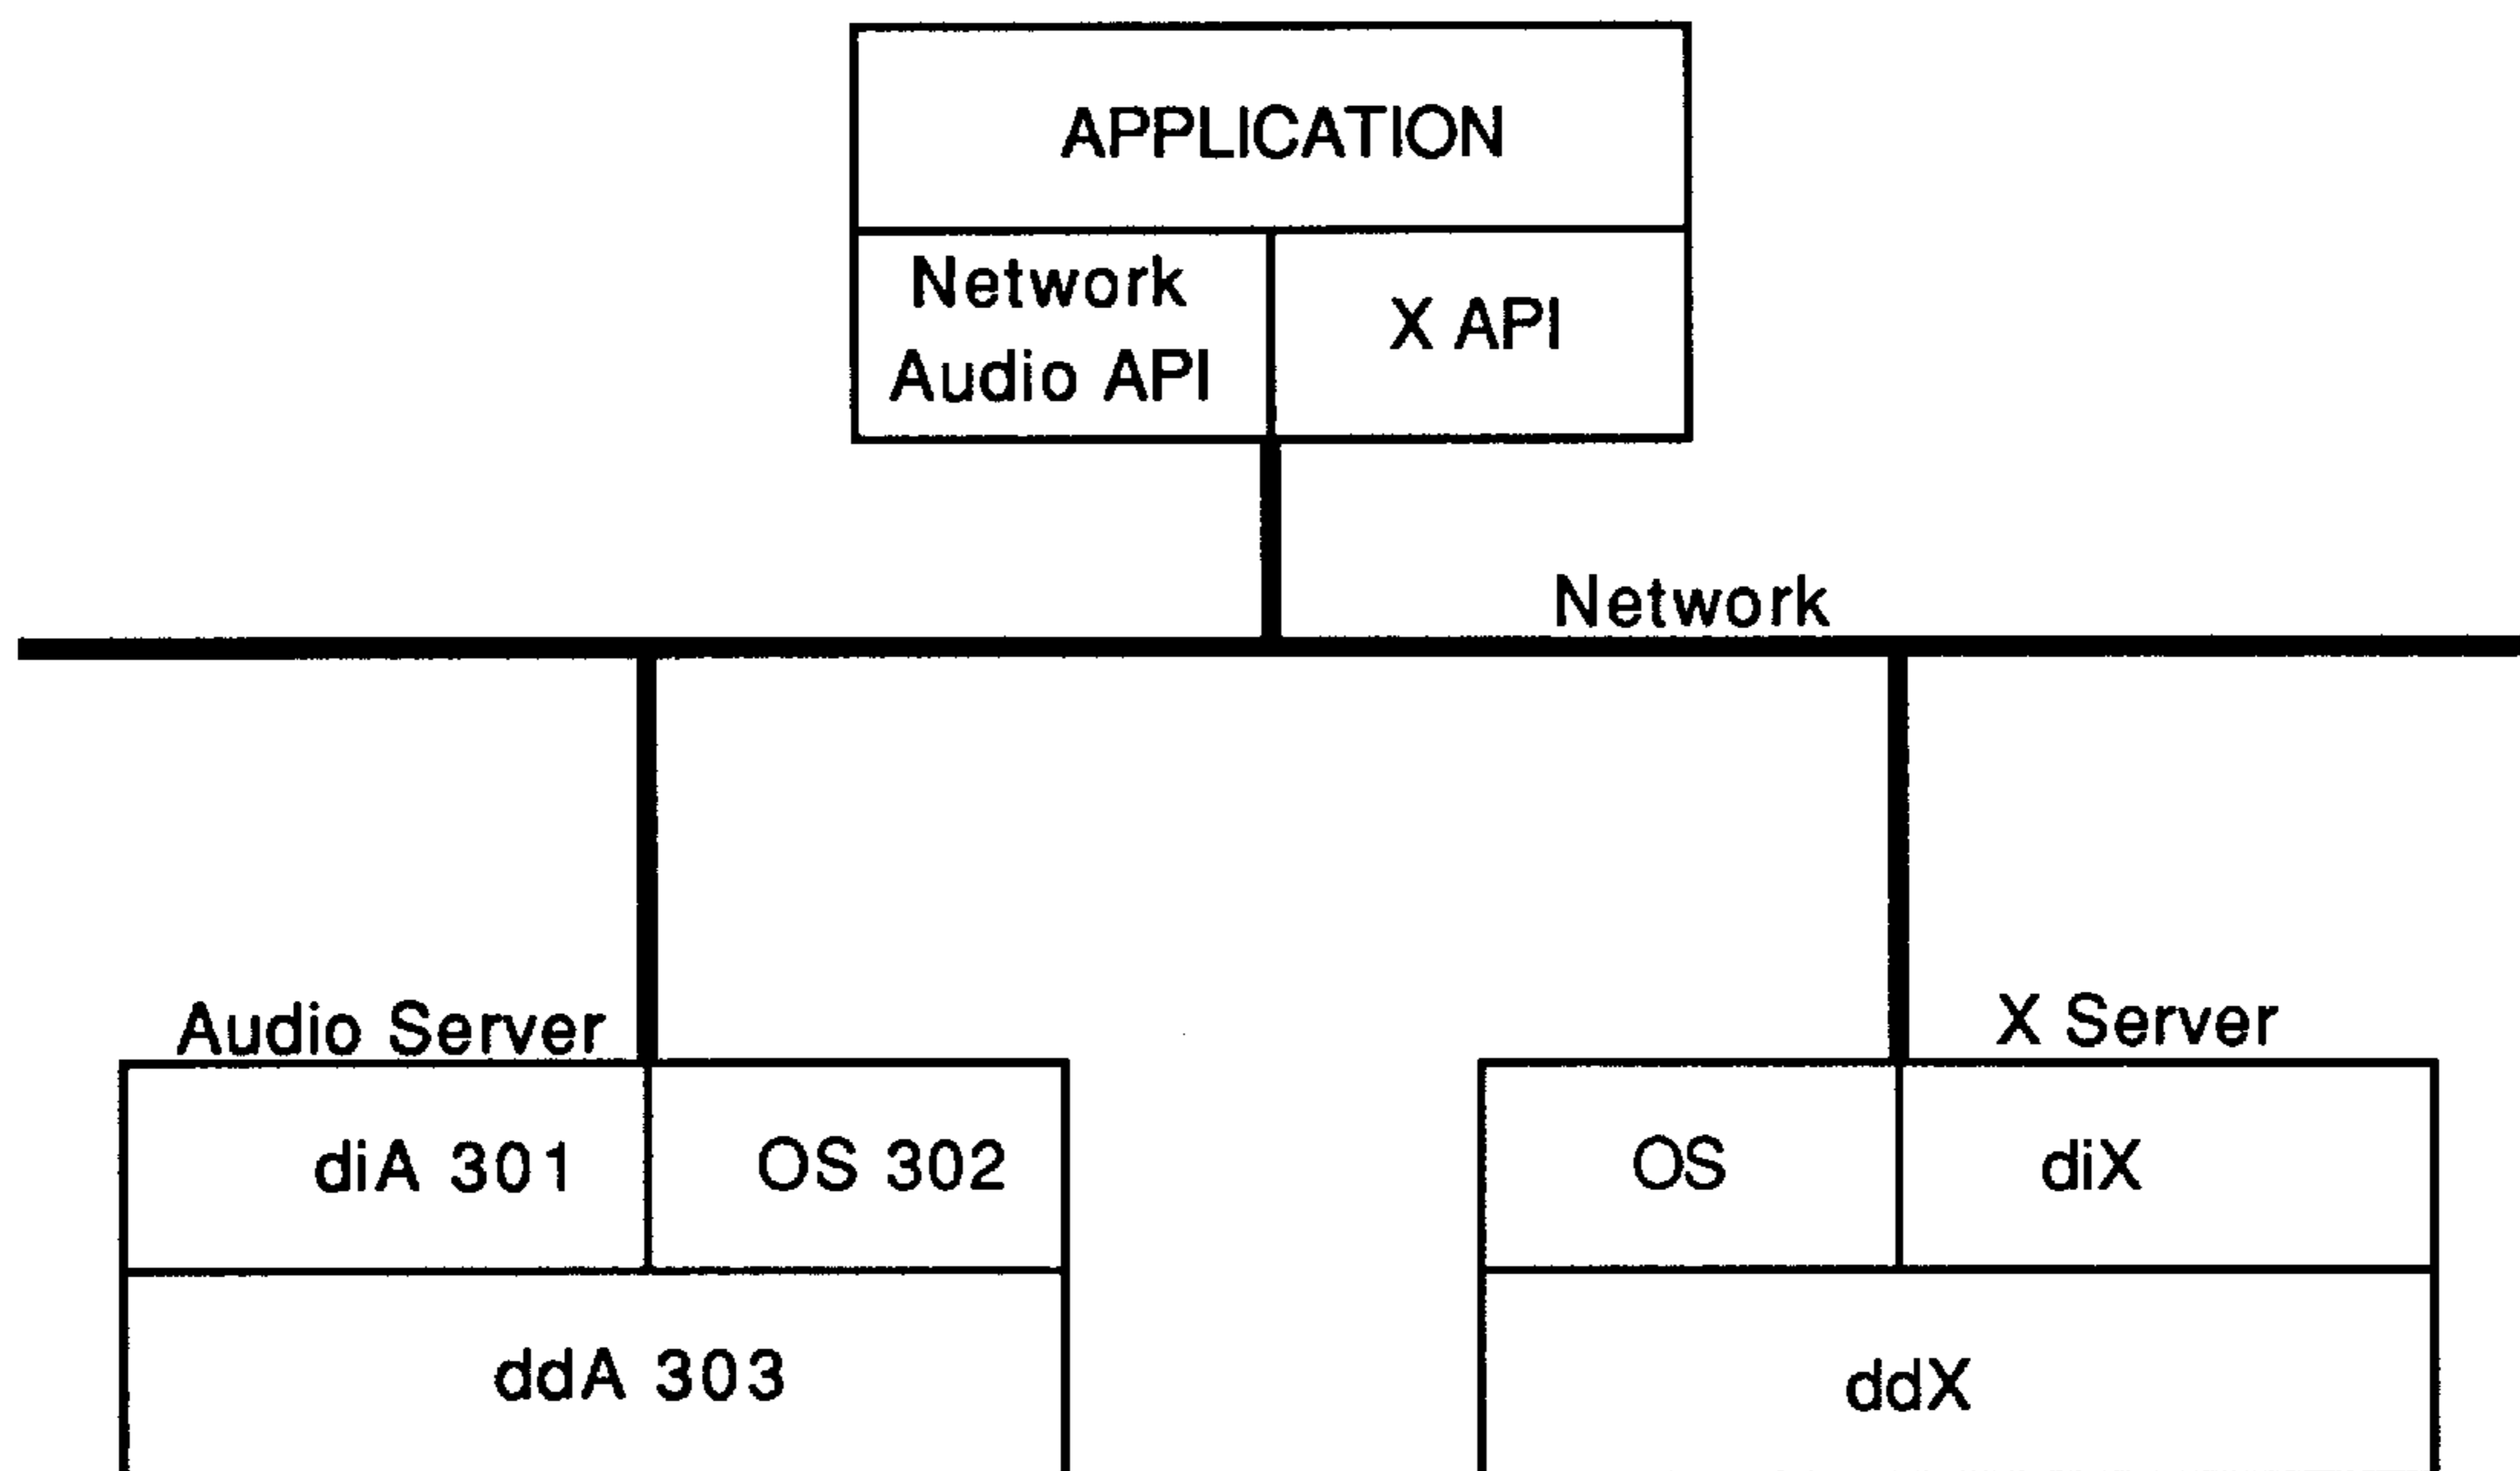 APPLICATION
Network
Audio API
X API
Network
Audio Server
X Server
diA 301
OS 302
OS
diX
ddA 303
ddX